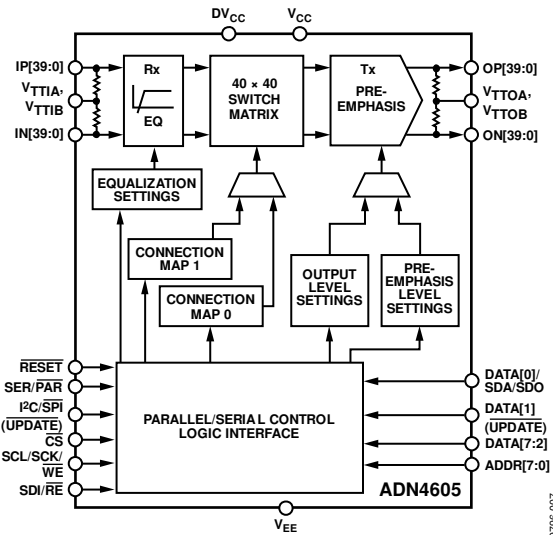 DVCC
VCC
IP[39:0]
VTTIA,
VTTIB
IN[39:0]
Rx
EQ
40 × 40
SWITCH
MATRIX
Tx
PRE-
EMPHASIS
OP[39:0]
VTTOA,
VTTOB
ON[39:0]
EQUALIZATION
SETTINGS
CONNECTION
MAP 1
CONNECTION
MAP 0
OUTPUT
LEVEL
SETTINGS
PRE-
EMPHASIS
LEVEL
SETTINGS
RESET
SER/PAR
I2C/SPI
(UPDATE)
CS
SCL/SCK/
WE
SDI/RE
PARALLEL/SERIAL CONTROL
LOGIC INTERFACE
DATA[0]/
SDA/SDO
DATA[1]
(UPDATE)
DATA[7:2]
ADDR[7:0]
ADN4605
VEE